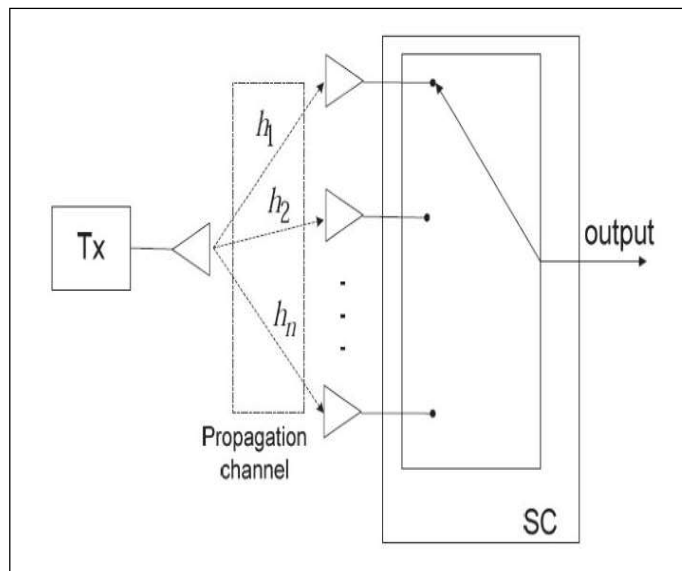 h1
h2
Tx
output
hn
Propagation
channel
SC